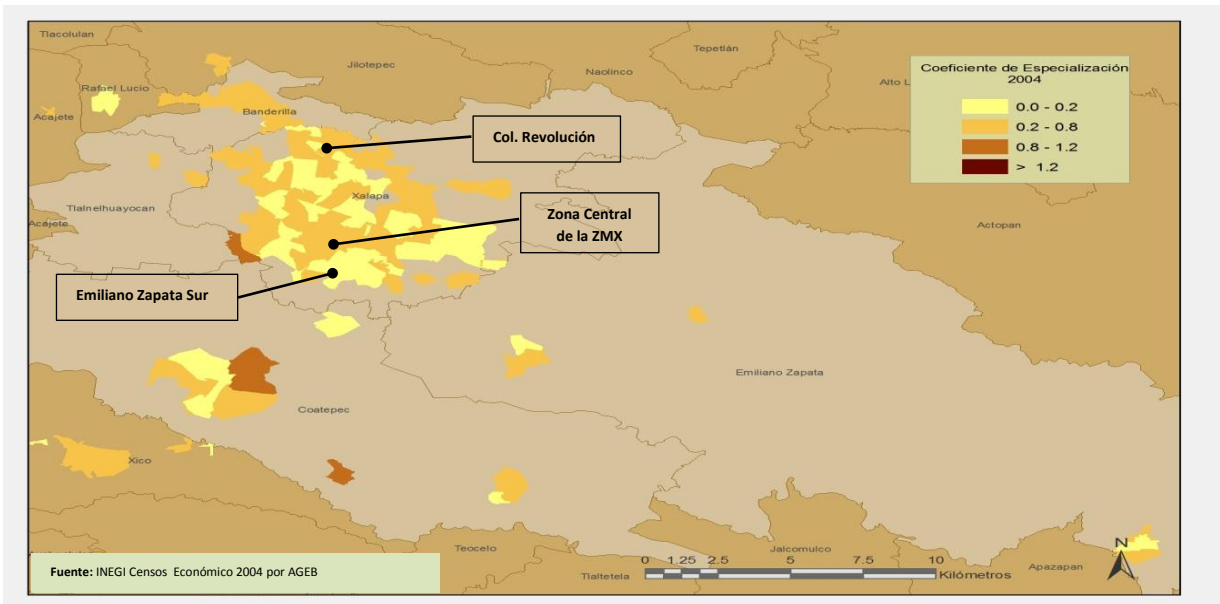 Tlacolulan
Tepetlán
Jilotepec
Naolinco
Alto L
Rafael Lucio
Acajete
Banderilla
Coeficiente de Especialización
2004
0.0 - 0.2
0.2 - 0.8
0.8 - 1.2
> 1.2
Col. Revolución
Xalapa
Tlalnelhuayocan
Acájete
Zona Central
de la ZMX
Actopan
Emiliano Zapata Sur
Emiliano Zapata
Coatepec
Xico
Teocelo
Jalcomulco
Apazapan
Tlaltetela
0 1.25 2.5 5 7.5 10
Kilómetros
N
Fuente: INEGI Censos Económico 2004 por AGEB